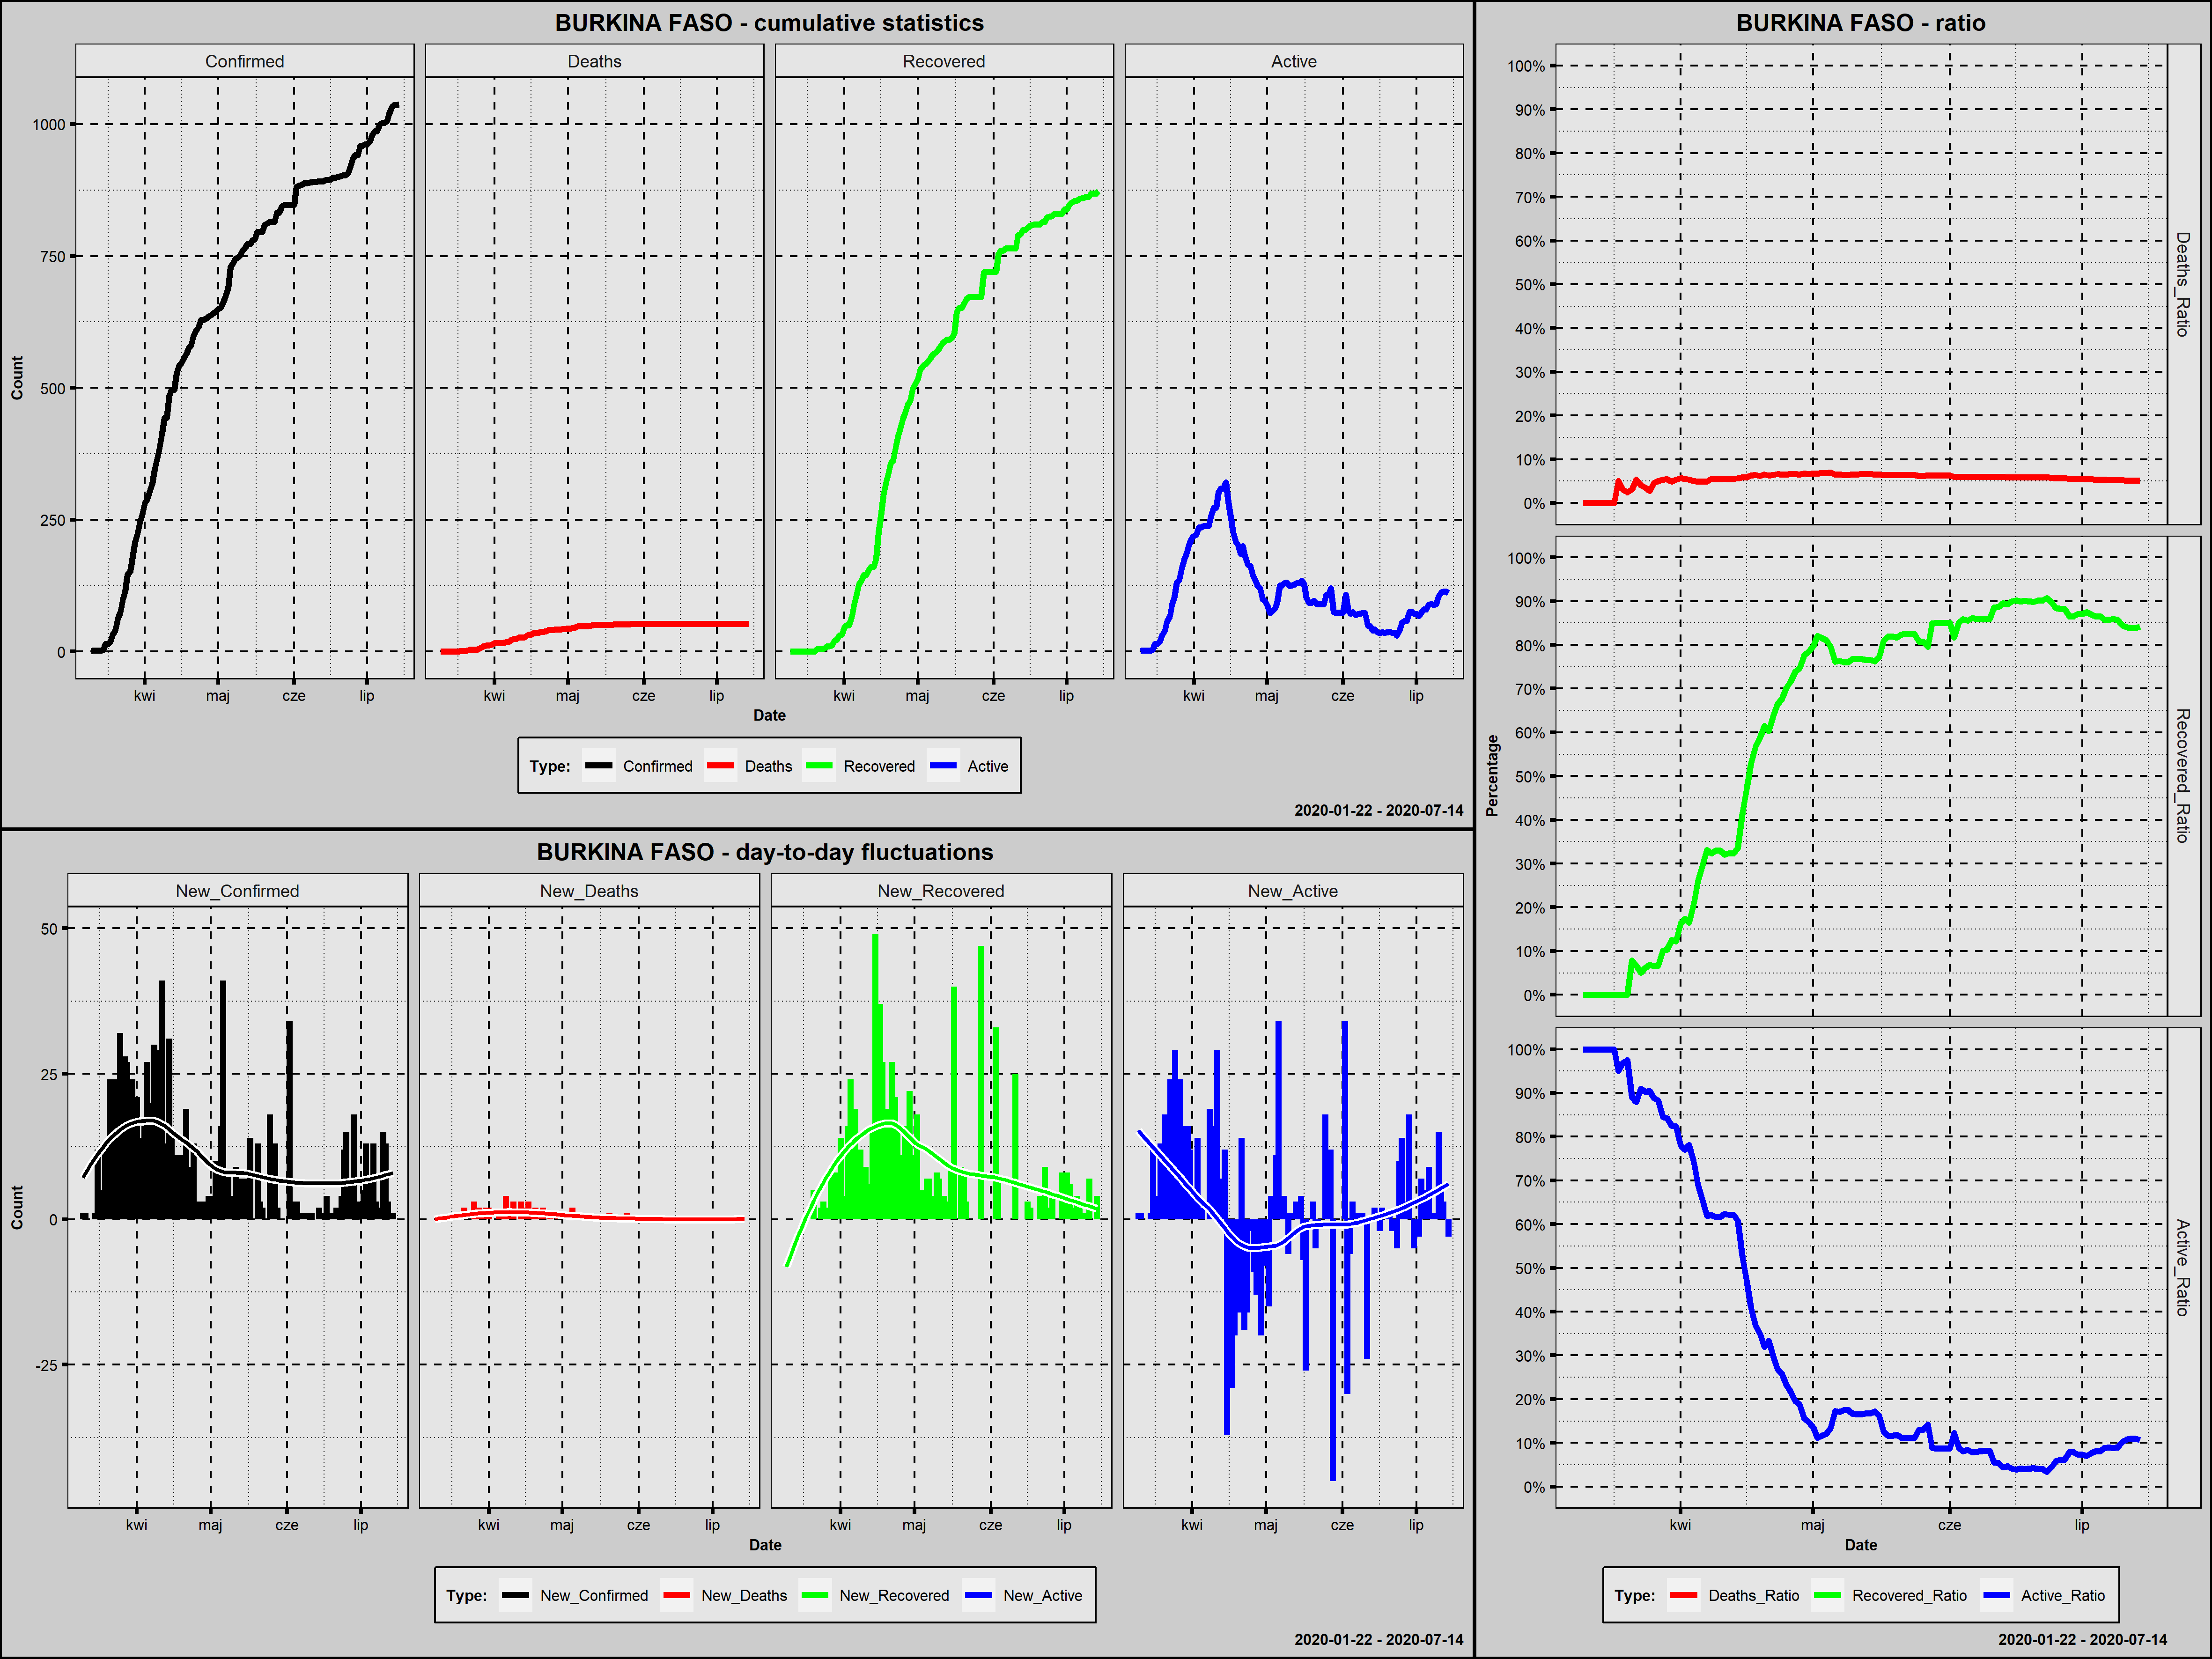 BURKINA FASO - cumulative statistics
Confirmed Deaths Recovered Active
Count
1000
750
500
250
0
kwi maj cze lip kwi maj cze lip kwi maj cze lip kwi maj cze lip
Date
Type: Confirmed Deaths Recovered Active
2020-01-22 - 2020-07-14
BURKINA FASO - day-to-day fluctuations
New_Confirmed New_Deaths New_Recovered New_Active
Count
50
25
0
-25
kwi maj cze lip kwi maj cze lip kwi maj cze lip kwi maj cze lip
Date
Type: New_Confirmed New_Deaths New_Recovered New_Active
2020-01-22 - 2020-07-14
BURKINA FASO - ratio
Percentage
100%
90%
80%
70%
60%
50%
40%
30%
20%
10%
0%
Deaths_Ratio
100%
90%
80%
70%
60%
50%
40%
30%
20%
10%
0%
Recovered_Ratio
100%
90%
80%
70%
60%
50%
40%
30%
20%
10%
0%
Active_Ratio
kwi maj cze lip
Date
Type: Deaths_Ratio Recovered_Ratio Active_Ratio
2020-01-22 - 2020-07-14